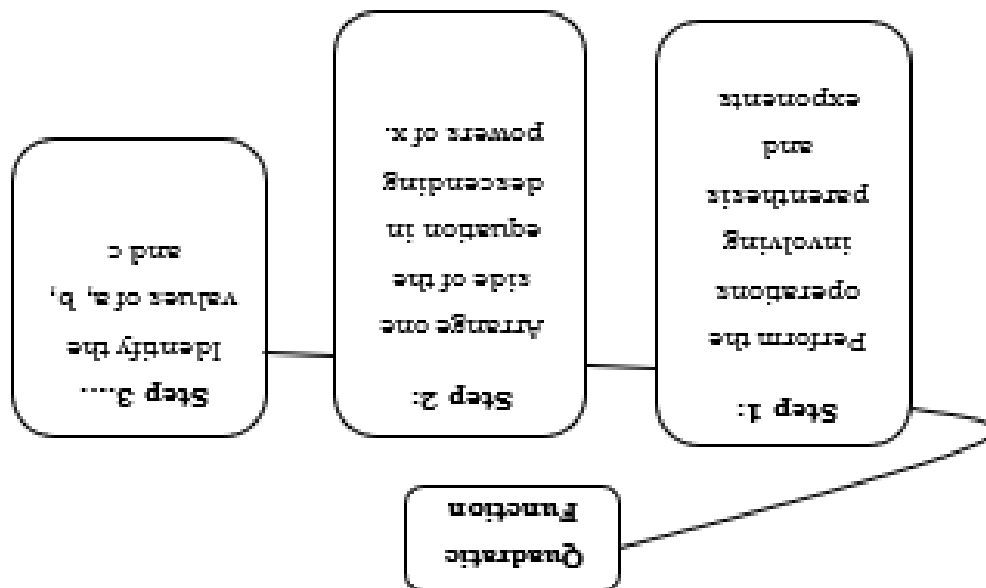 Quadratic
Function
Step 1:
Perform the
operations
involving
parenthesis
and
exponents
Step 2:
Arrange one
side of the
equation in
descending
powers of x.
Step 3....
Identify the
values of a, b,
and c